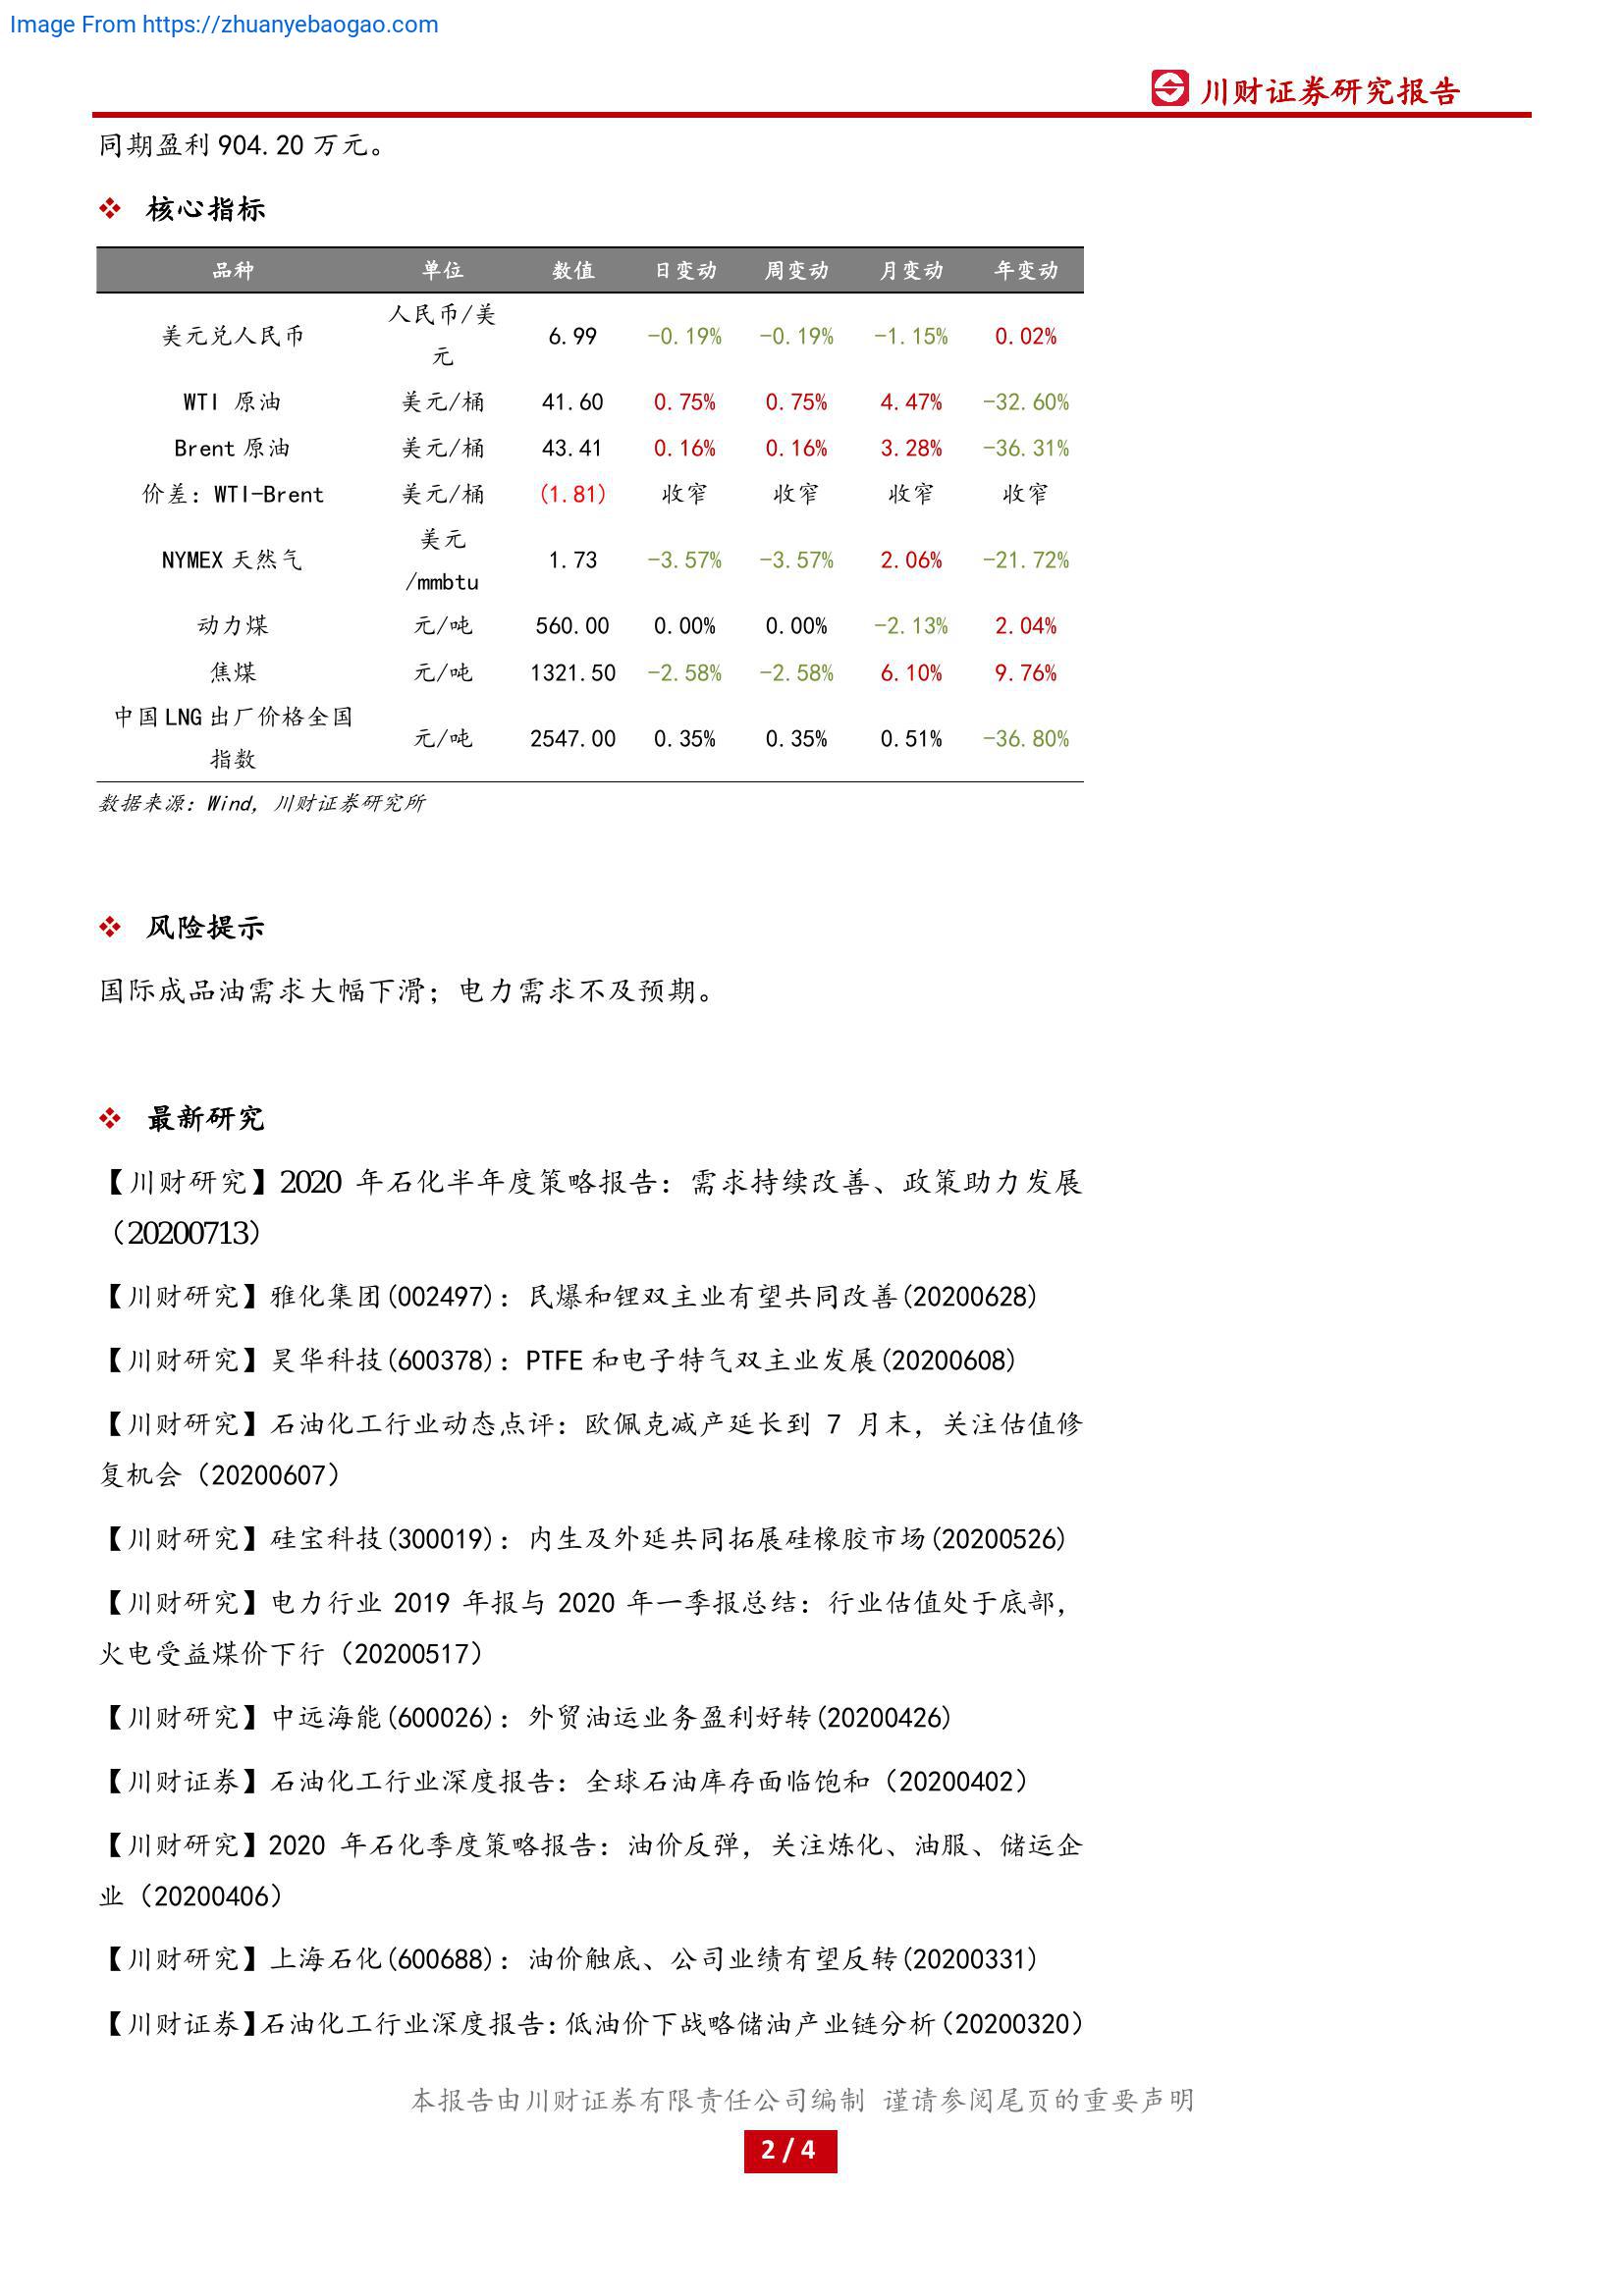 Image From https://zhuanyebaogao.com
川财证券研究报告
同期盈利 904.20 万元。
❖ 核心指标
品种 单位 数值 日变动 周变动 月变动 年变动
美元兑人民币 人民币/美元 6.99 -0.19% -0.19% -1.15% 0.02%
WTI 原油 美元/桶 41.60 0.75% 0.75% 4.47% -32.60%
Brent 原油 美元/桶 43.41 0.16% 0.16% 3.28% -36.31%
价差：WTI-Brent 美元/桶 (1.81) 收窄 收窄 收窄 收窄
NYMEX 天然气 美元/mmbtu 1.73 -3.57% -3.57% 2.06% -21.72%
动力煤 元/吨 560.00 0.00% 0.00% -2.13% 2.04%
焦煤 元/吨 1321.50 -2.58% -2.58% 6.10% 9.76%
中国 LNG 出厂价格全国指数 元/吨 2547.00 0.35% 0.35% 0.51% -36.80%
数据来源：Wind，川财证券研究所
❖ 风险提示
国际成品油需求大幅下滑；电力需求不及预期。
❖ 最新研究
【川财研究】2020 年石化半年度策略报告：需求持续改善、政策助力发展
（20200713）
【川财研究】雅化集团(002497)：民爆和锂双主业有望共同改善(20200628)
【川财研究】昊华科技(600378)：PTFE 和电子特气双主业发展(20200608)
【川财研究】石油化工行业动态点评：欧佩克减产延长到 7 月末，关注估值修
复机会（20200607）
【川财研究】硅宝科技(300019)：内生及外延共同拓展硅橡胶市场(20200526)
【川财研究】电力行业 2019 年报与 2020 年一季报总结：行业估值处于底部，
火电受益煤价下行（20200517）
【川财研究】中远海能(600026)：外贸油运业务盈利好转(20200426)
【川财证券】石油化工行业深度报告：全球石油库存面临饱和（20200402）
【川财研究】2020 年石化季度策略报告：油价反弹，关注炼化、油服、储运企
业（20200406）
【川财研究】上海石化(600688)：油价触底、公司业绩有望反转(20200331)
【川财证券】石油化工行业深度报告：低油价下战略储油产业链分析（20200320）
本报告由川财证券有限责任公司编制 谨请参阅尾页的重要声明
2 / 4